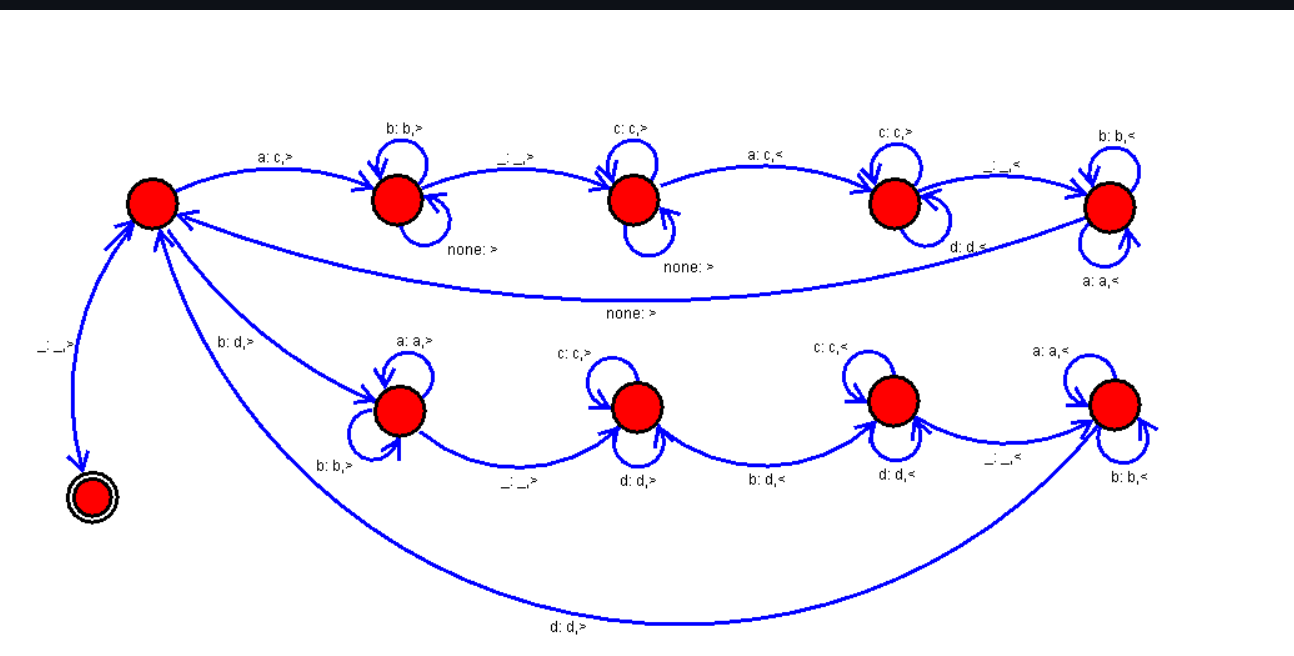 b: b,>
c: c,>
c: c,>
b: b,<
a: c,>
_: _,>
a: c,<
_: _,<
none: >
none: >
d: d,<
a: a,<
none: >
_: _,>
b: d,>
a: a,>
c: c,>
c: c,<
a: a,<
b: b,>
_: _,>
d: d,>
b: d,<
d: d,<
_: _,<
b: b,<
d: d,>